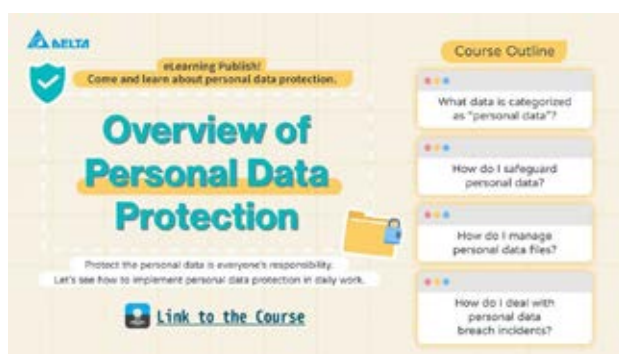 DELTA
eLearning Publish!
Come and learn about personal data protection.
Overview of
Personal Data
Protection
Protect the personal data is everyone's responsibility.
Let's see how to implement personal data protection in daily work.
Link to the Course
Course Outline
What data is categorized
as "personal data"?
How do I safeguard
personal data?
How do I manage
personal data files?
How do I deal with
personal data
breach incidents?